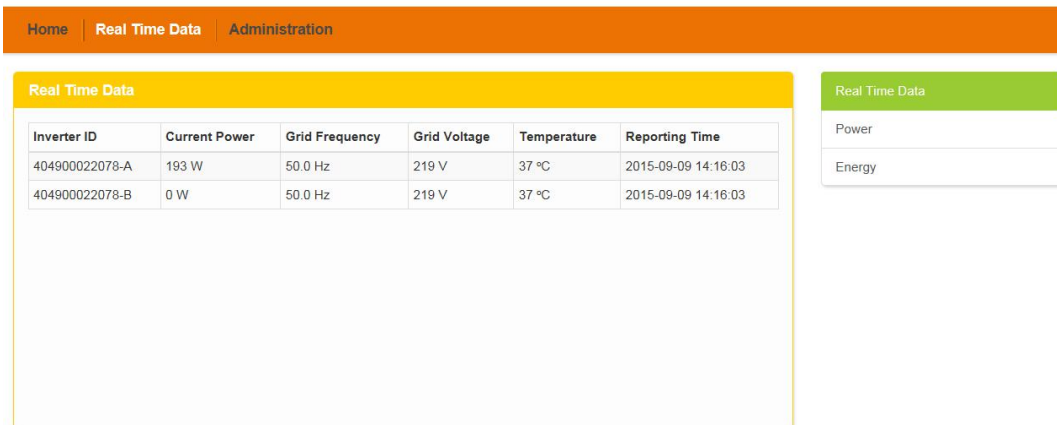 Home Real Time Data Administration
Real Time Data
Inverter ID Current Power Grid Frequency Grid Voltage Temperature Reporting Time
404900022078-A 193 W 50.0 Hz 219 V 37 ºC 2015-09-09 14:16:03
404900022078-B 0 W 50.0 Hz 219 V 37 ºC 2015-09-09 14:16:03
Real Time Data
Power
Energy